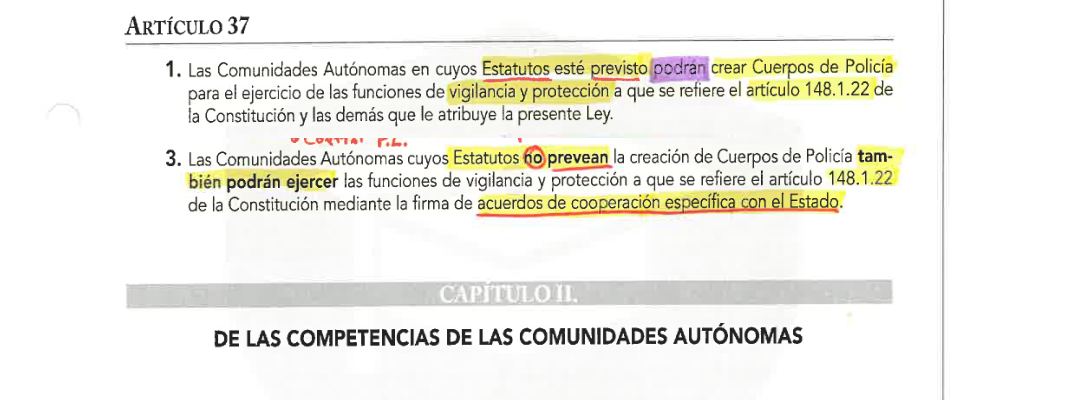 ARTÍCULO 37
1. Las Comunidades Autónomas en cuyos Estatutos esté previsto podrán crear Cuerpos de Policía
para el ejercicio de las funciones de vigilancia y protección a que se refiere el artículo 148.1.22 de
la Constitución y las demás que le atribuye la presente Ley.
3. Las Comunidades Autónomas cuyos Estatutos no prevean la creación de Cuerpos de Policía tam-
bién podrán ejercer las funciones de vigilancia y protección a que se refiere el artículo 148.1.22
de la Constitución mediante la firma de acuerdos de cooperación específica con el Estado.
CAPÍTULO II.
DE LAS COMPETENCIAS DE LAS COMUNIDADES AUTÓNOMAS